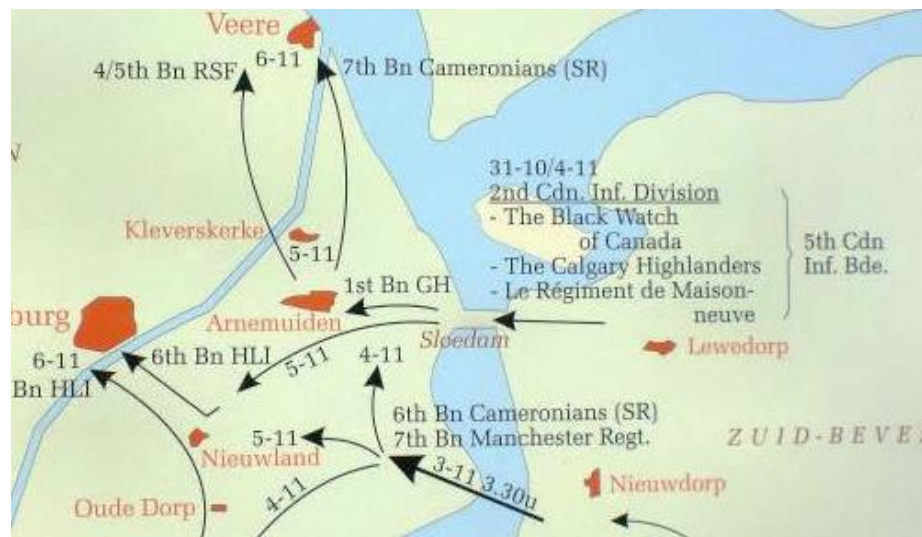 Veere
6-11
4/5th Bn RSF
7th Bn Cameronians (SR)
31-10/4-11
2nd Cdn. Inf. Division
- The Black Watch
of Canada
- The Calgary Highlanders
- Le Régiment de Maison-
neuve
5th Cdn
Inf. Bde.
Kleverskerke
5-11
1st Bn GH
burg
Arnemuiden
Sloedam
Lewedorp
6-11
Bn HLI
6th Bn HLI
5-11
4-11
6th Bn Cameronians (SR)
7th Bn Manchester Regt.
ZUID-BEVE
5-11
Nieuwland
3-11 3.30u
Nieuwdorp
Oude Dorp
4-11